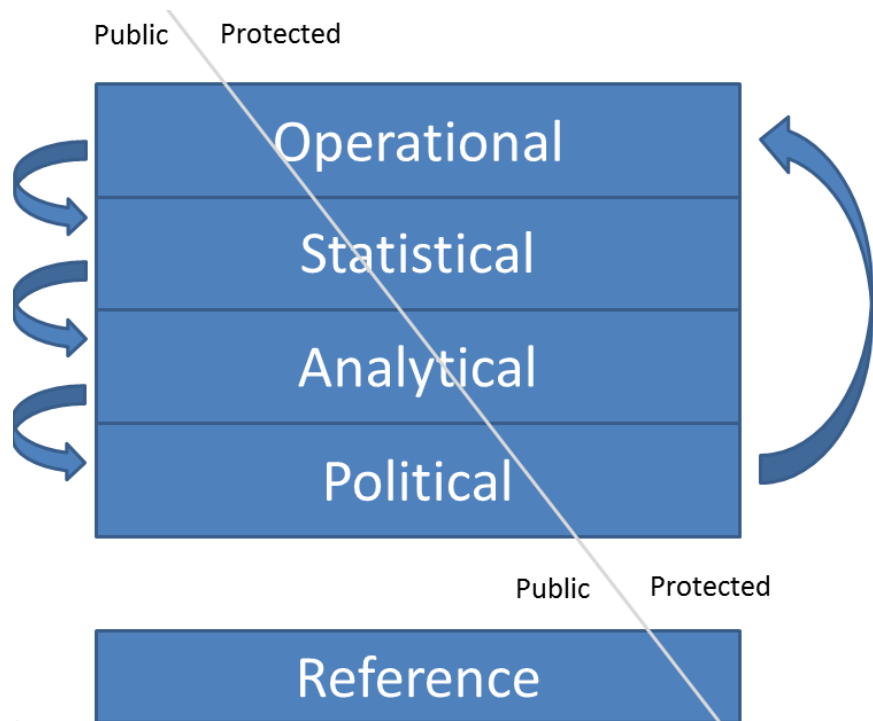 Public Protected
Operational
Statistical
Analytical
Political
Public Protected
Reference